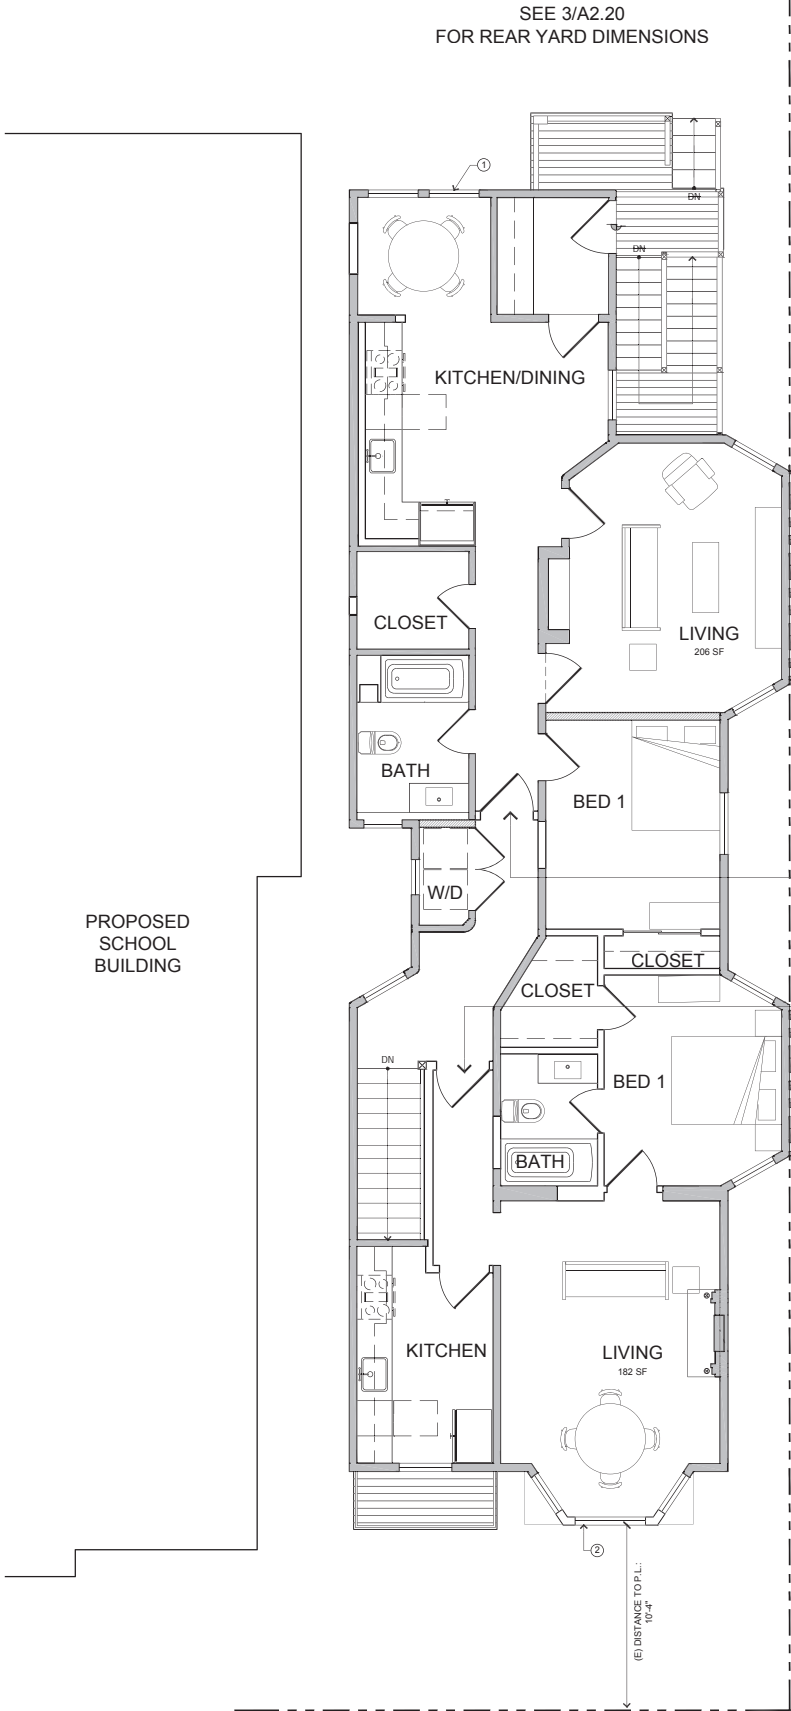 SEE 3/A2.20
FOR REAR YARD DIMENSIONS
1
DN
DN
KITCHEN/DINING
CLOSET
LIVING
206 SF
BATH
BED 1
W/D
PROPOSED
SCHOOL
BUILDING
CLOSET
CLOSET
DN
BED 1
BATH
KITCHEN
LIVING
182 SF
2
(E) DISTANCE TO P.L.:
10'-4"